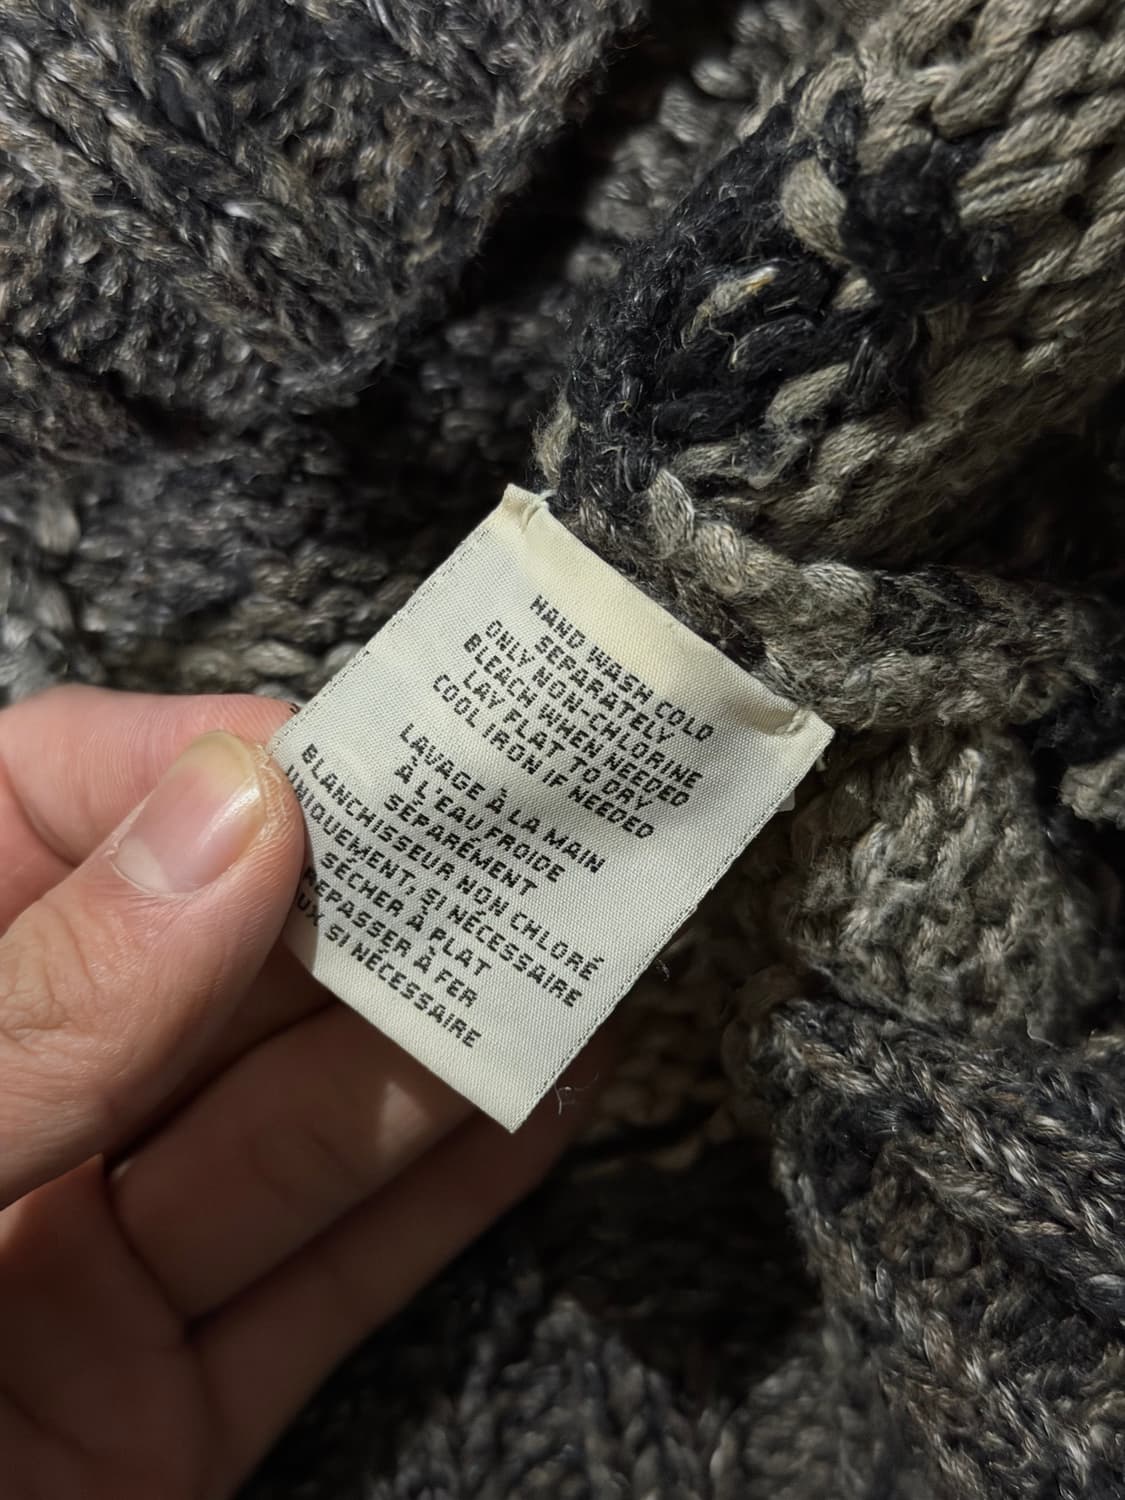 HAND WASH COLD
SEPARATELY
ONLY NON-CHLORINE
BLEACH WHEN NEEDED
LAY FLAT TO DRY
COOL IRON IF NEEDED
LAVAGE À LA MAIN
À L'EAU FROIDE
SÉPARÉMENT
BLANCHISSEUR NON CHLORÉ
UNIQUEMENT, SI NÉCESSAIRE
SÉCHER À PLAT
REPASSER À FER
UX SI NÉCESSAIRE